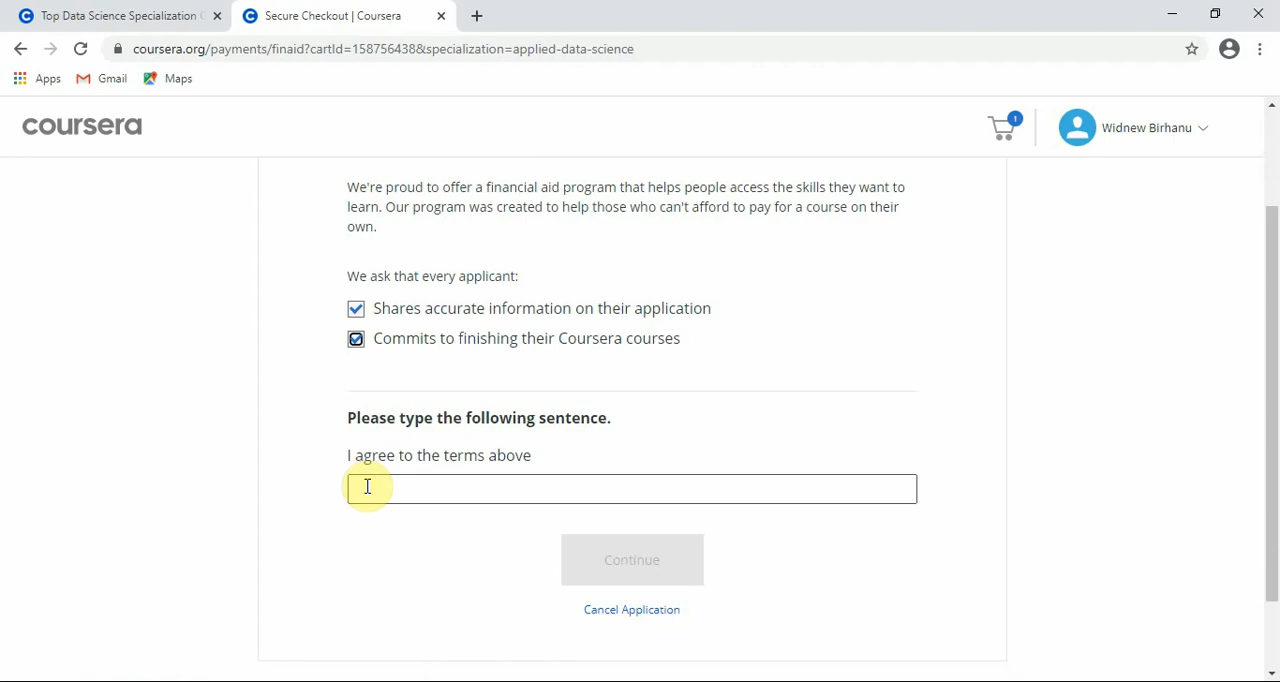 Top Data Science Specialization
Secure Checkout | Coursera
coursera.org/payments/finaid?cartId=158756438&specialization=applied-data-science
Apps
Gmail
Maps
coursera
1
Widnew Birhanu
We're proud to offer a financial aid program that helps people access the skills they want to
learn. Our program was created to help those who can't afford to pay for a course on their
own.
We ask that every applicant:
Shares accurate information on their application
Commits to finishing their Coursera courses
Please type the following sentence.
I agree to the terms above
Continue
Cancel Application